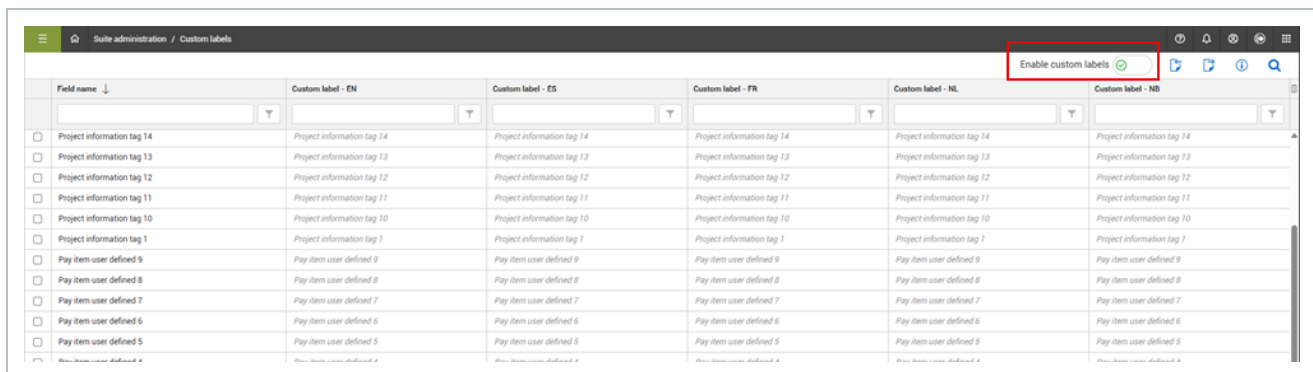 Suite administration / Custom labels
Enable custom labels
Field name Custom label - EN Custom label - ES Custom label - FR Custom label - NL Custom label - NB
Project information tag 14 Project information tag 14 Project information tag 14 Project information tag 14 Project information tag 14 Project information tag 14
Project information tag 13 Project information tag 13 Project information tag 13 Project information tag 13 Project information tag 13 Project information tag 13
Project information tag 12 Project information tag 12 Project information tag 12 Project information tag 12 Project information tag 12 Project information tag 12
Project information tag 11 Project information tag 11 Project information tag 11 Project information tag 11 Project information tag 11 Project information tag 11
Project information tag 10 Project information tag 10 Project information tag 10 Project information tag 10 Project information tag 10 Project information tag 10
Project information tag 1 Project information tag 1 Project information tag 1 Project information tag 1 Project information tag 1 Project information tag 1
Pay item user defined 9 Pay item user defined 9 Pay item user defined 9 Pay item user defined 9 Pay item user defined 9 Pay item user defined 9
Pay item user defined 8 Pay item user defined 8 Pay item user defined 8 Pay item user defined 8 Pay item user defined 8 Pay item user defined 8
Pay item user defined 7 Pay item user defined 7 Pay item user defined 7 Pay item user defined 7 Pay item user defined 7 Pay item user defined 7
Pay item user defined 6 Pay item user defined 6 Pay item user defined 6 Pay item user defined 6 Pay item user defined 6 Pay item user defined 6
Pay item user defined 5 Pay item user defined 5 Pay item user defined 5 Pay item user defined 5 Pay item user defined 5 Pay item user defined 5